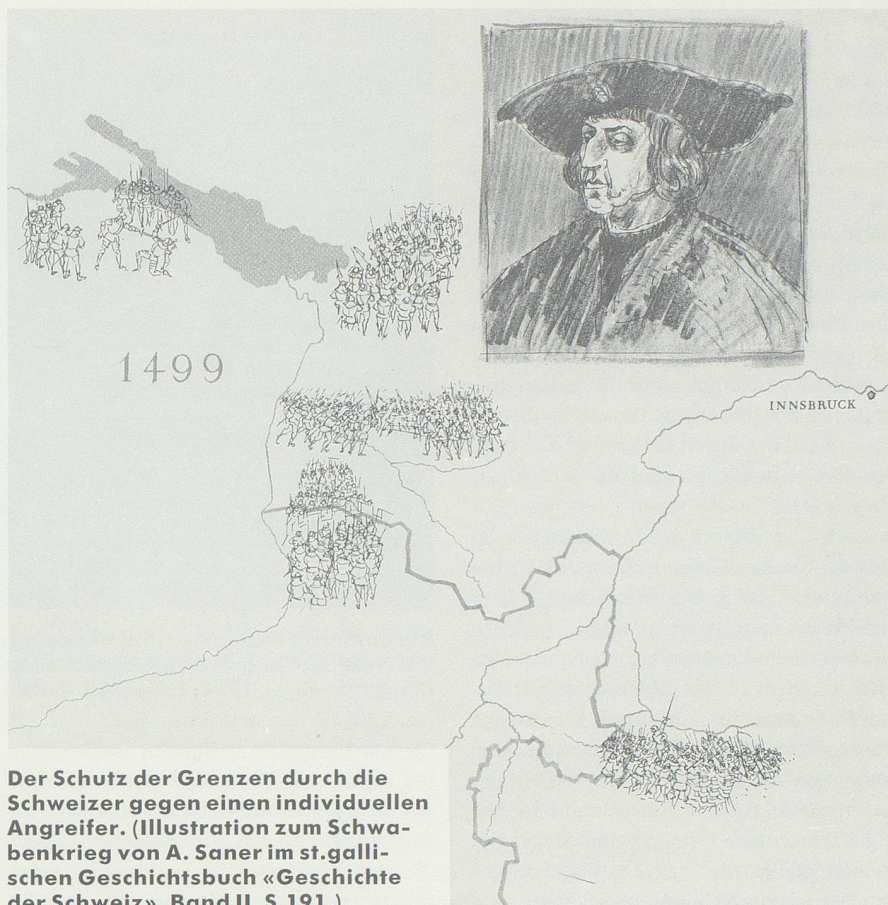 1499
INNSBRUCK
Der Schutz der Grenzen durch die
Schweizer gegen einen individuellen
Angreifer. (Illustration zum Schwa-
benkrieg von A. Saner im st.galli-
schen Geschichtsbuch «Geschichte
der Schweiz», Band II, S.191.)